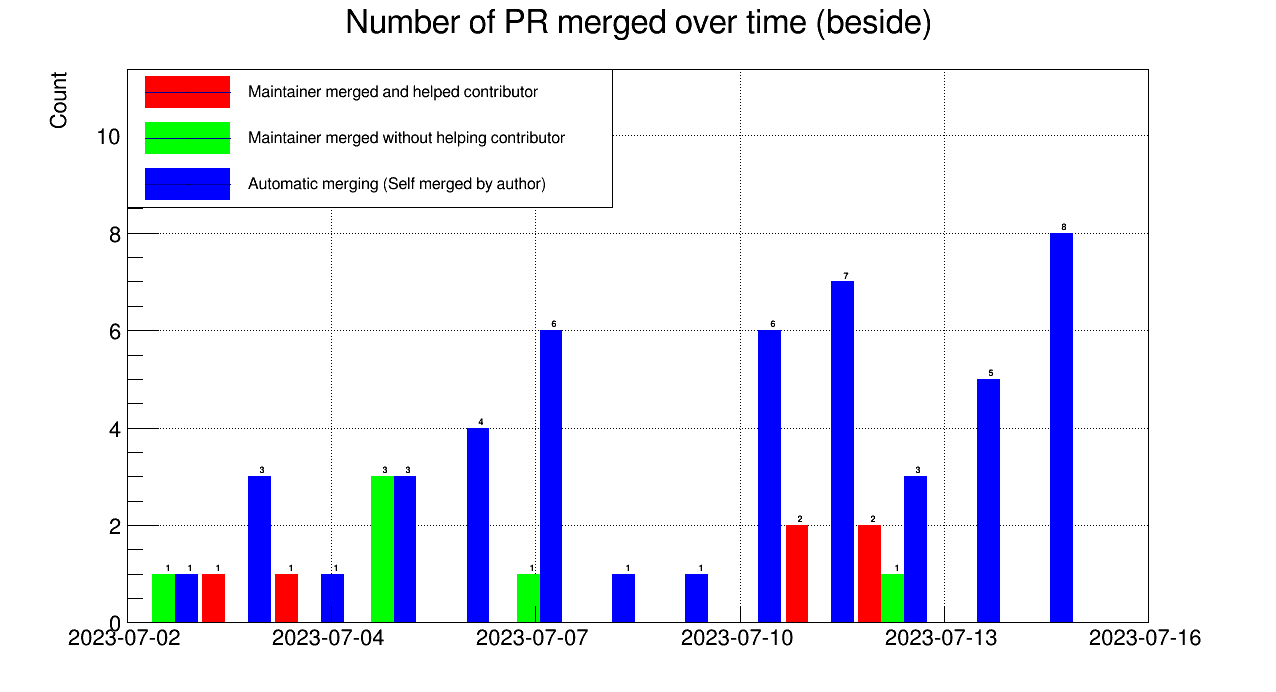 Number of PR merged over time (beside)
Count
Maintainer merged and helped contributor
Maintainer merged without helping contributor
Automatic merging (Self merged by author)
10
8
6
4
2
0
1 1 1 3 1 1 3 3 4 1 6 1 1 6 2 7 2 1 3 5 8
2023-07-02 2023-07-04 2023-07-07 2023-07-10 2023-07-13 2023-07-16